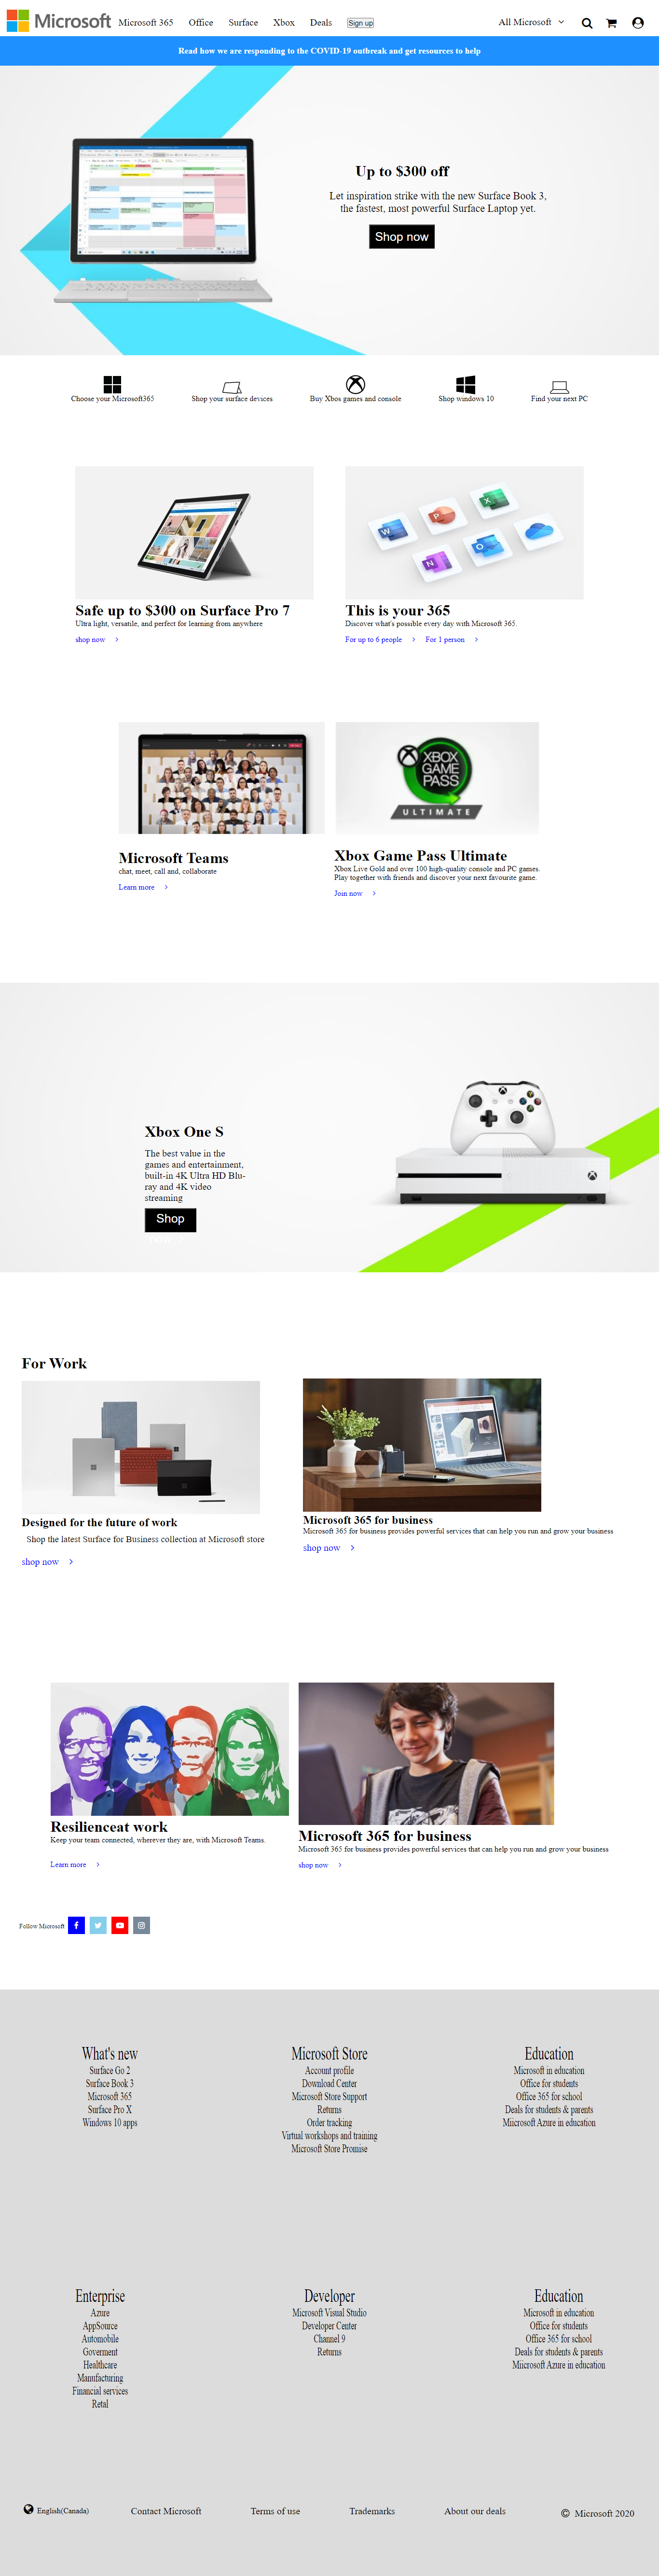 Microsoft
Microsoft 365 Office Surface Xbox Deals Sign up All Microsoft
Read how we are responding to the COVID-19 outbreak and get resources to help
Up to $300 off
Let inspiration strike with the new Surface Book 3,
the fastest, most powerful Surface Laptop yet.
Shop now
Choose your Microsoft365
Shop your surface devices
Buy Xbos games and console
Shop windows 10
Find your next PC
Safe up to $300 on Surface Pro 7
Ultra light, versatile, and perfect for learning from anywhere
shop now
This is your 365
Discover what's possible every day with Microsoft 365.
For up to 6 people For 1 person
XBOX
GAME
PASS
ULTIMATE
Microsoft Teams
chat, meet, call and, collaborate
Learn more
Xbox Game Pass Ultimate
Xbox Live Gold and over 100 high-quality console and PC games.
Play together with friends and discover your next favourite game.
Join now
Xbox One S
The best value in the
games and entertainment,
built-in 4K Ultra HD Blu-
ray and 4K video
streaming
Shop
For Work
Designed for the future of work
Shop the latest Surface for Business collection at Microsoft store
shop now
Microsoft 365 for business
Microsoft 365 for business provides powerful services that can help you run and grow your business
shop now
Resilienceat work
Keep your team connected, wherever they are, with Microsoft Teams.
Learn more
Microsoft 365 for business
Microsoft 365 for business provides powerful services that can help you run and grow your business
shop now
Follow Microsoft
What's new
Surface Go 2
Surface Book 3
Microsoft 365
Surface Pro X
Windows 10 apps
Microsoft Store
Account profile
Download Center
Microsoft Store Support
Returns
Order tracking
Virtual workshops and training
Microsoft Store Promise
Education
Microsoft in education
Office for students
Office 365 for school
Deals for students & parents
Miicrosoft Azure in education
Enterprise
Azure
AppSource
Automobile
Goverment
Healthcare
Manufacturing
Financial services
Retal
Developer
Microsoft Visual Studio
Developer Center
Channel 9
Returns
Education
Microsoft in education
Office for students
Office 365 for school
Deals for students & parents
Miicrosoft Azure in education
English(Canada) Contact Microsoft Terms of use Trademarks About our deals © Microsoft 2020